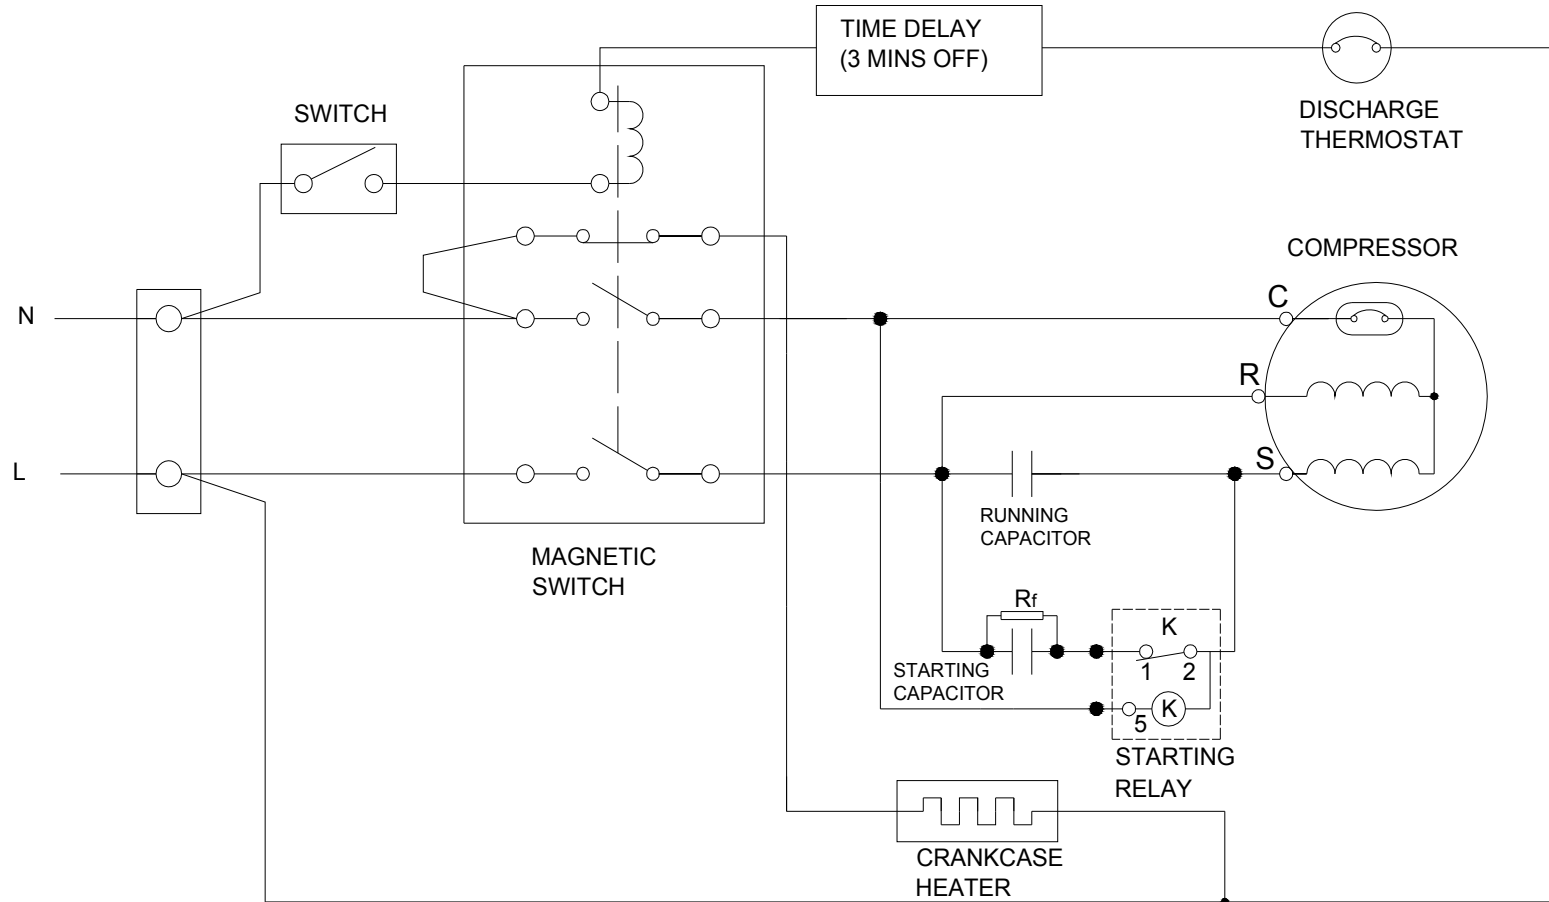 TIME DELAY
(3 MINS OFF)
SWITCH
DISCHARGE
THERMOSTAT
COMPRESSOR
C
N
R
L
S
RUNNING
CAPACITOR
MAGNETIC
SWITCH
Rf
K
STARTING
CAPACITOR
1 2
K
5
STARTING
RELAY
CRANKCASE
HEATER